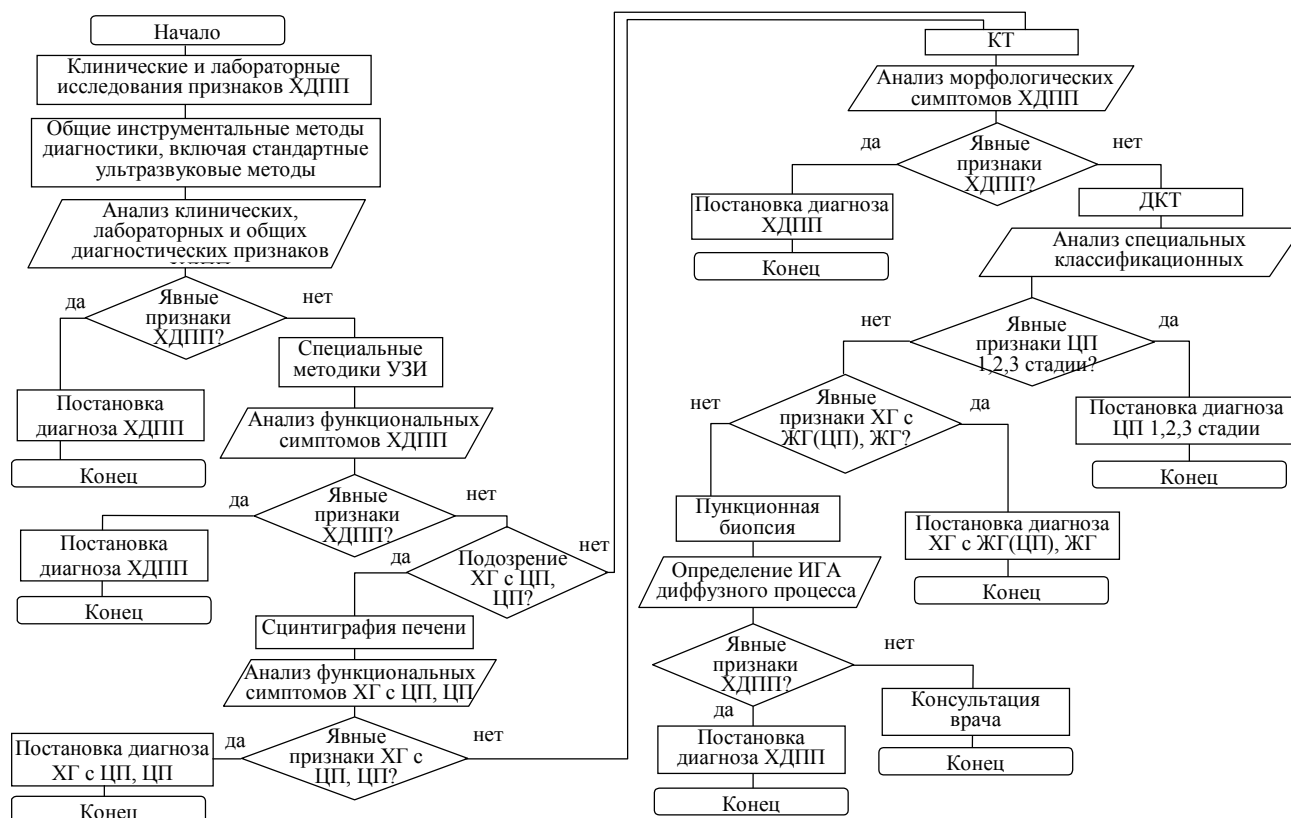 Начало
Клинические и лабораторные
исследования признаков ХДПП
Общие инструментальные методы
диагностики, включая стандартные
ультразвуковые методы
Анализ клинических,
лабораторных и общих
диагностических признаков
Явные
признаки
ХДПП?
да
нет
Постановка
диагноза ХДПП
Конец
Специальные
методики УЗИ
Анализ функциональных
симптомов ХДПП
Явные
признаки
ХДПП?
да
нет
Постановка
диагноза ХДПП
Конец
Подозрение
ХГ с ЦП,
ЦП?
да
нет
Сцинтиграфия печени
Анализ функциональных
симптомов ХГ с ЦП, ЦП
Явные
признаки ХГ с
ЦП, ЦП?
да
нет
Постановка диагноза
ХГ с ЦП, ЦП
Конец
КТ
Анализ морфологических
симптомов ХДПП
Явные
признаки
ХДПП?
да
нет
Постановка диагноза
ХДПП
Конец
ДКТ
Анализ специальных
классификационных
Явные
признаки ЦП
1,2,3 стадии?
нет
да
Постановка диагноза
ЦП 1,2,3 стадии
Конец
Явные
признаки ХГ с
ЖГ(ЦП), ЖГ?
нет
да
Постановка диагноза
ХГ с ЖГ(ЦП), ЖГ
Конец
Пункционная
биопсия
Определение ИГА
диффузного процесса
Явные
признаки
ХДПП?
да
нет
Постановка
диагноза ХДПП
Конец
Консультация
врача
Конец